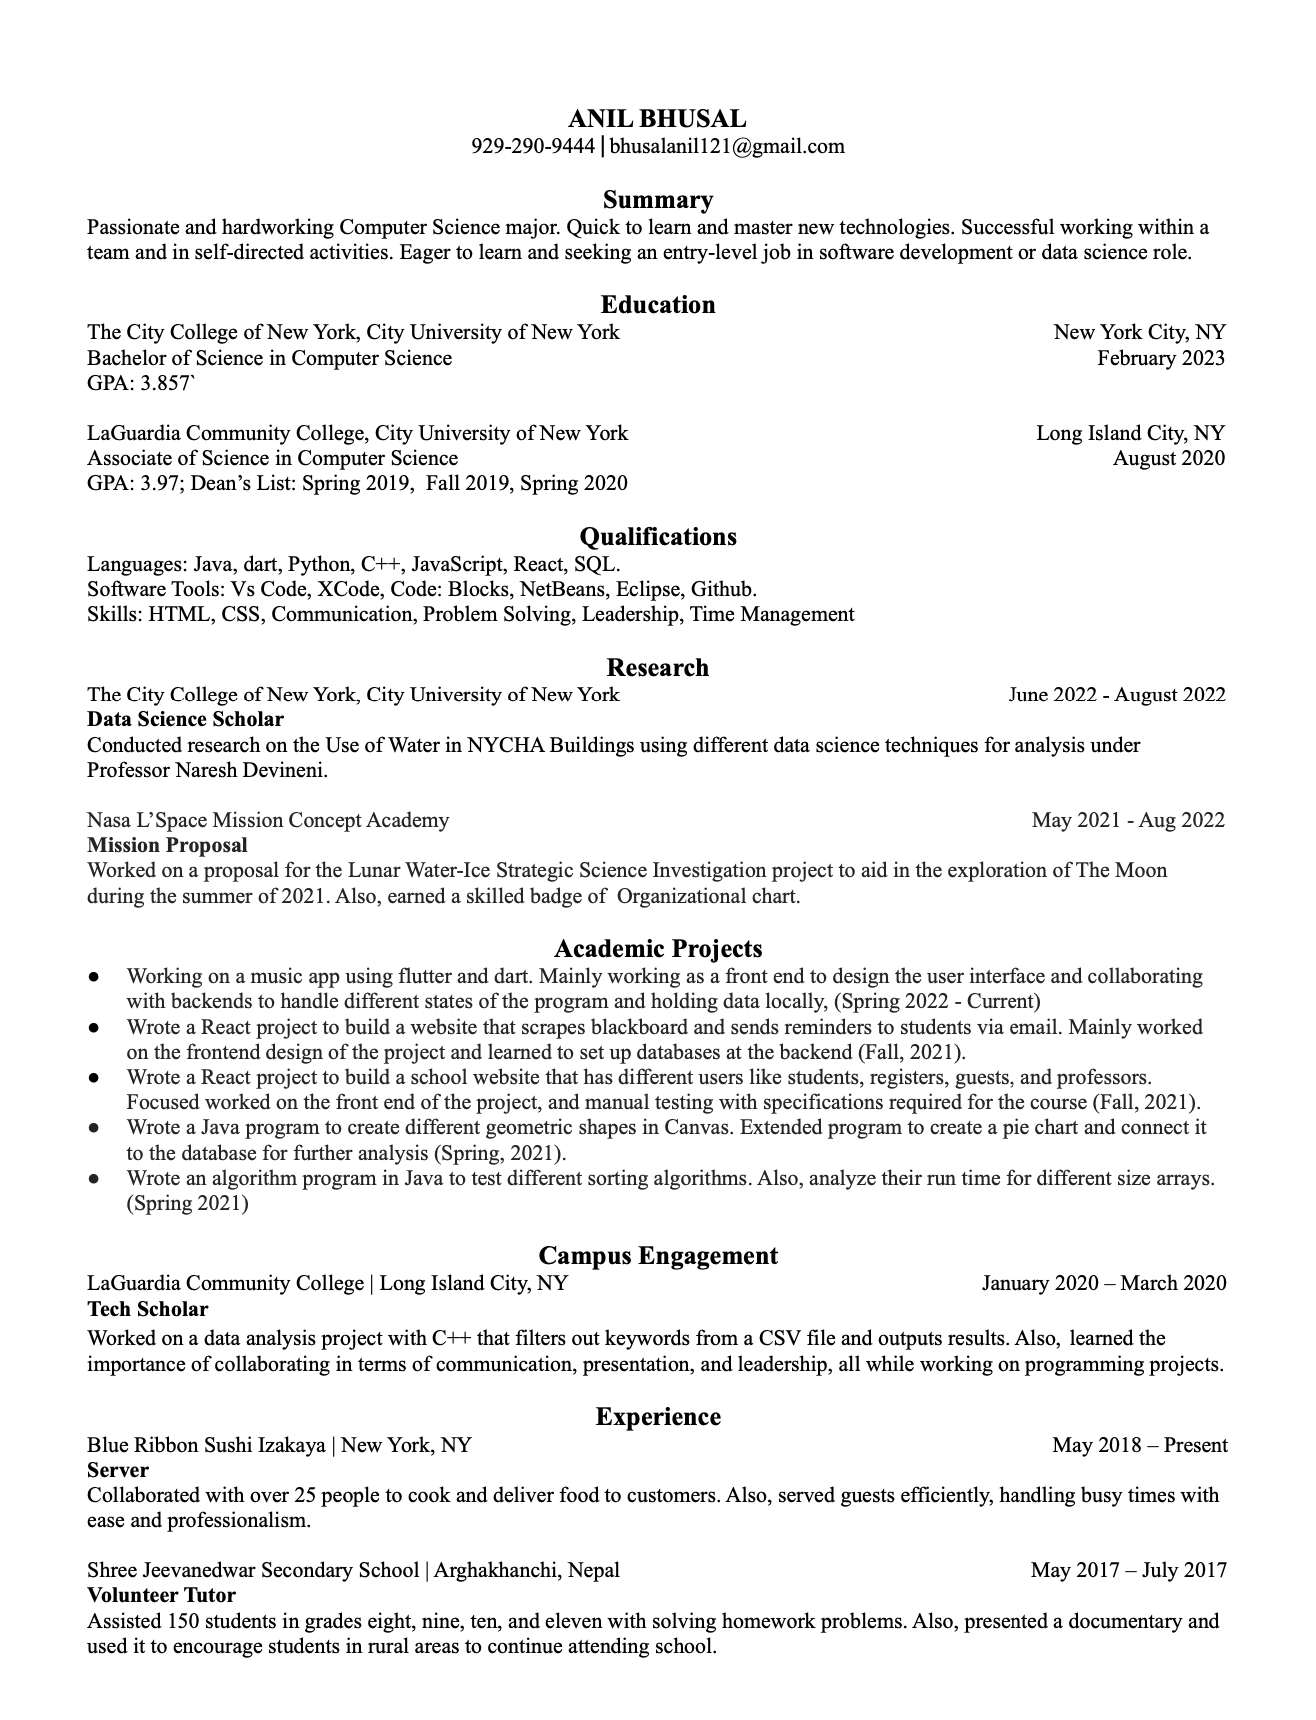 ANIL BHUSAL
929-290-9444 | bhusalanil121@gmail.com
Summary
Passionate and hardworking Computer Science major. Quick to learn and master new technologies. Successful working within a
team and in self-directed activities. Eager to learn and seeking an entry-level job in software development or data science role.
Education
The City College of New York, City University of New York New York City, NY
Bachelor of Science in Computer Science February 2023
GPA: 3.857`
LaGuardia Community College, City University of New York Long Island City, NY
Associate of Science in Computer Science August 2020
GPA: 3.97; Dean’s List: Spring 2019,  Fall 2019, Spring 2020
Qualifications
Languages: Java, dart, Python, C++, JavaScript, React, SQL.
Software Tools: Vs Code, XCode, Code: Blocks, NetBeans, Eclipse, Github.
Skills: HTML, CSS, Communication, Problem Solving, Leadership, Time Management
Research
The City College of New York, City University of New York June 2022 - August 2022
Data Science Scholar
Conducted research on the Use of Water in NYCHA Buildings using different data science techniques for analysis under
Professor Naresh Devineni.
Nasa L’Space Mission Concept Academy May 2021 - Aug 2022
Mission Proposal
Worked on a proposal for the Lunar Water-Ice Strategic Science Investigation project to aid in the exploration of The Moon
during the summer of 2021. Also, earned a skilled badge of  Organizational chart.
Academic Projects
● Working on a music app using flutter and dart. Mainly working as a front end to design the user interface and collaborating
with backends to handle different states of the program and holding data locally, (Spring 2022 - Current)
● Wrote a React project to build a website that scrapes blackboard and sends reminders to students via email. Mainly worked
on the frontend design of the project and learned to set up databases at the backend (Fall, 2021).
● Wrote a React project to build a school website that has different users like students, registers, guests, and professors.
Focused worked on the front end of the project, and manual testing with specifications required for the course (Fall, 2021).
● Wrote a Java program to create different geometric shapes in Canvas. Extended program to create a pie chart and connect it
to the database for further analysis (Spring, 2021).
● Wrote an algorithm program in Java to test different sorting algorithms. Also, analyze their run time for different size arrays.
(Spring 2021)
Campus Engagement
LaGuardia Community College | Long Island City, NY January 2020 – March 2020
Tech Scholar
Worked on a data analysis project with C++ that filters out keywords from a CSV file and outputs results. Also,  learned the
importance of collaborating in terms of communication, presentation, and leadership, all while working on programming projects.
Experience
Blue Ribbon Sushi Izakaya | New York, NY May 2018 – Present
Server
Collaborated with over 25 people to cook and deliver food to customers. Also, served guests efficiently, handling busy times with
ease and professionalism.
Shree Jeevanedwar Secondary School | Arghakhanchi, Nepal May 2017 – July 2017
Volunteer Tutor
Assisted 150 students in grades eight, nine, ten, and eleven with solving homework problems. Also, presented a documentary and
used it to encourage students in rural areas to continue attending school.